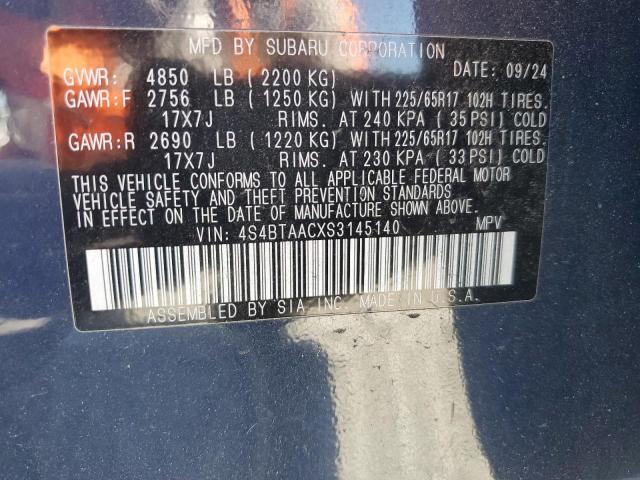 MFD BY SUBARU CORPORATION
GVWR: 4850 LB (2200 KG) DATE: 09/24
GAWR:F 2756 LB (1250 KG) WITH 225/65R17 102H TIRES.
17X7J RIMS. AT 240 KPA (35 PSI) COLD
GAWR:R 2690 LB (1220 KG) WITH 225/65R17 102H TIRES.
17X7J RIMS. AT 230 KPA (33 PSI) COLD
THIS VEHICLE CONFORMS TO ALL APPLICABLE FEDERAL MOTOR
VEHICLE SAFETY AND THEFT PREVENTION STANDARDS
IN EFFECT ON THE DATE OF MANUFACTURE SHOWN ABOVE.
VIN: 4S4BTAACXS3145140 MPV
ASSEMBLED BY SIA INC. MADE IN U.S.A.